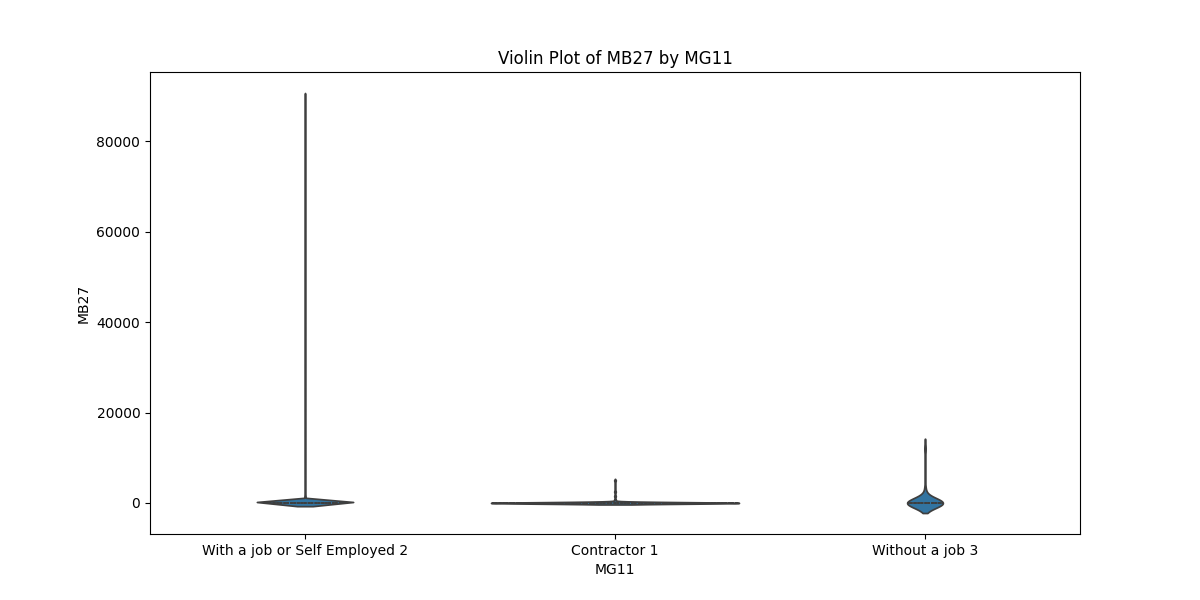 Violin Plot of MB27 by MG11
MB27
80000
60000
40000
20000
0
With a job or Self Employed 2
Contractor 1
Without a job 3
MG11